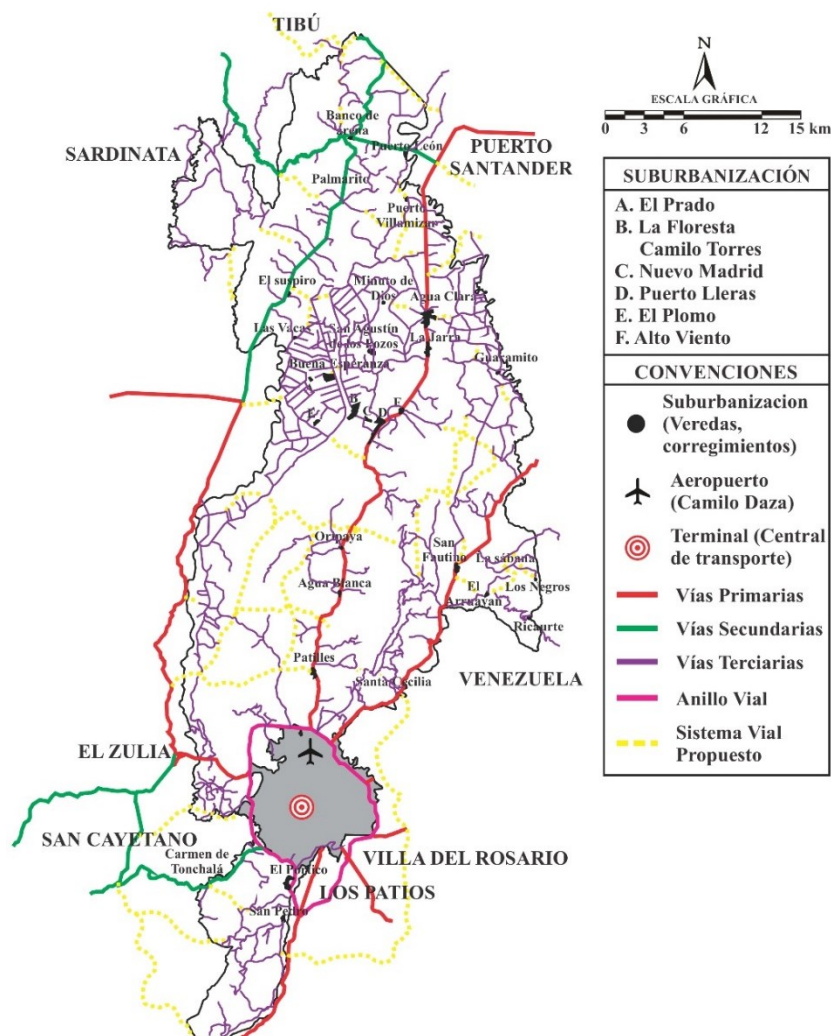 TIBÚ
N
ESCALA GRÁFICA
0 3 6 12 15 km
SARDINATA
Banco de
arena
Puerto León
PUERTO
SANTANDER
Palmarito
Puerto
Villamizar
El suspiro
Minuto de
Dios
Agua Clara
Las Vacas
San Agustín
de los Pozos
La Jarra
Buena Esperanza
Guaramito
B
C
D
E
Oripaya
Agua Blanca
San
Fautino
La sábana
El
Arruayan
Los Negros
Ricaurte
Patilles
Santa Cecilia
VENEZUELA
EL ZULIA
SAN CAYETANO
Carmen de
Tonchalá
VILLA DEL ROSARIO
El Pórtico
LOS PATIOS
San Pedro
SUBURBANIZACIÓN
A. El Prado
B. La Floresta
Camilo Torres
C. Nuevo Madrid
D. Puerto Lleras
E. El Plomo
F. Alto Viento
CONVENCIONES
Suburbanizacion
(Veredas,
corregimientos)
Aeropuerto
(Camilo Daza)
Terminal (Central
de transporte)
Vías Primarias
Vías Secundarias
Vías Terciarias
Anillo Vial
Sistema Vial
Propuesto